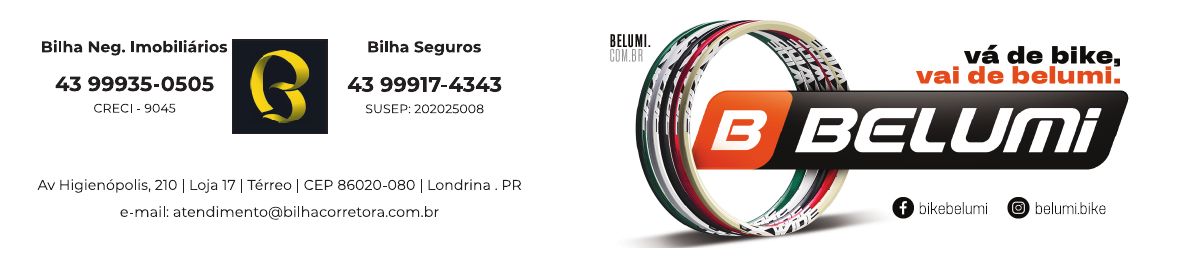 Bilha Neg. Imobiliários
43 99935-0505
CRECI - 9045
B
Bilha Seguros
43 99917-4343
SUSEP: 202025008
Av Higienópolis, 210 | Loja 17 | Térreo | CEP 86020-080 | Londrina . PR
e-mail: atendimento@bilhacorretora.com.br
BELUMI.
COM.BR
vá de bike,
vai de belumi.
B BELUMi
bikebelumi
belumi.bike